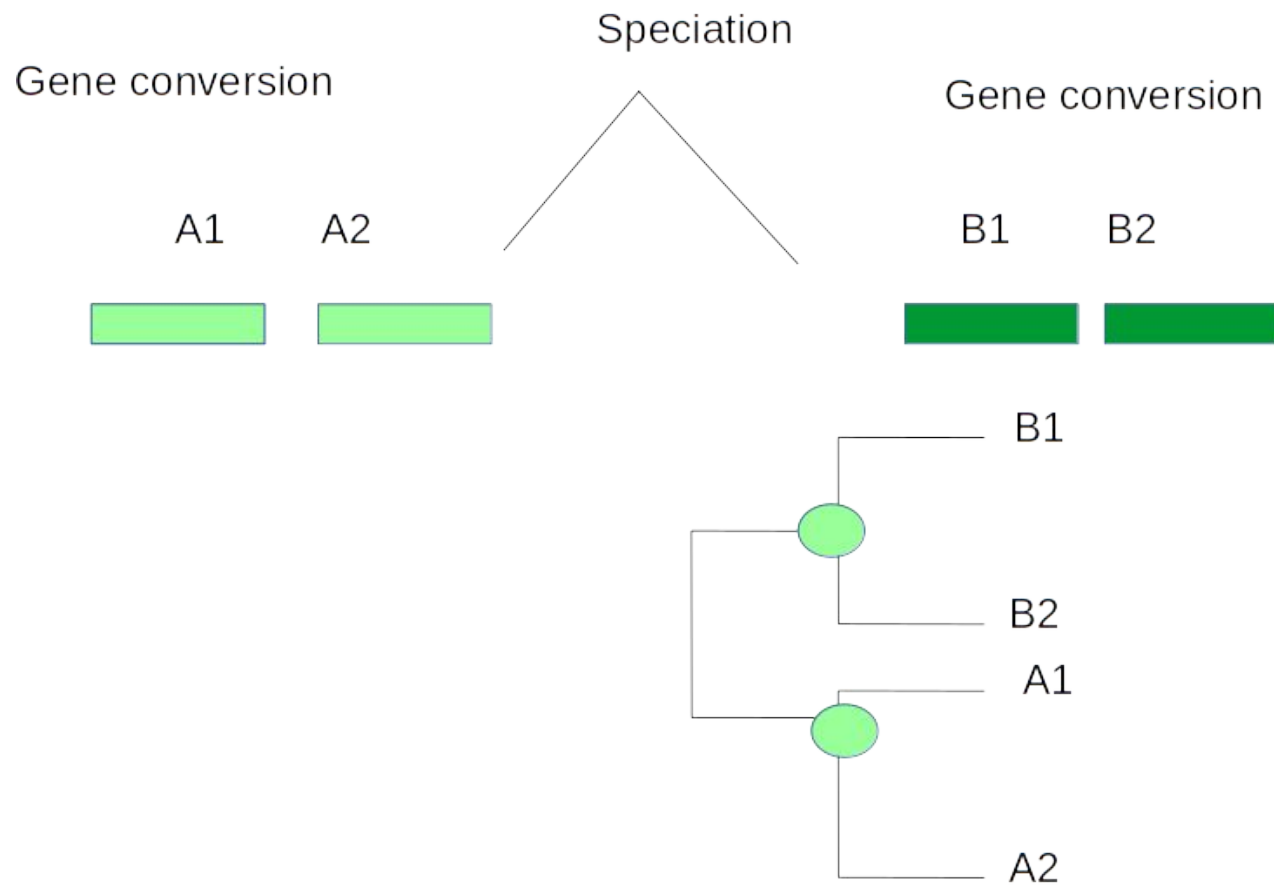 Speciation
Gene conversion
Gene conversion
A1 A2
B1 B2
B1
B2
A1
A2